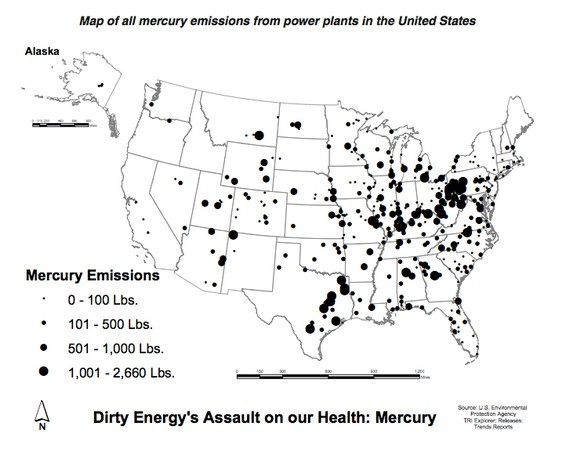 Map of all mercury emissions from power plants in the United States
Alaska
Mercury Emissions
0 - 100 Lbs.
101 - 500 Lbs.
501 - 1,000 Lbs.
1,001 - 2,660 Lbs.
N
Dirty Energy's Assault on our Health: Mercury
Source: U.S. Environmental
Protection Agency
TRI Explorer: Releases:
Trends Reports